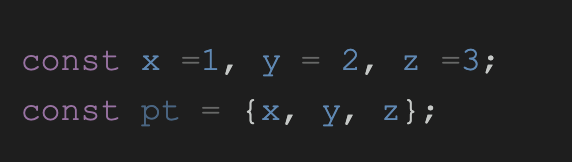 const x =1, y = 2, z =3;
const pt = {x, y, z};